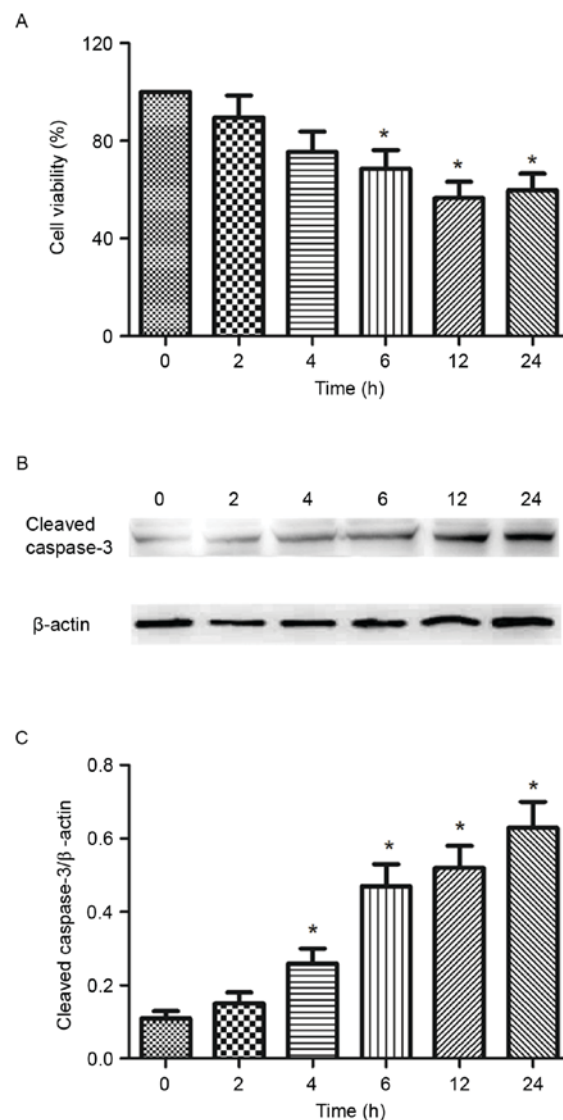 A
120
80
40
0
Cell viability (%)
* * *
0 2 4 6 12 24
Time (h)
B
0 2 4 6 12 24
Cleaved
caspase-3
β-actin
C
0.8
0.6
0.4
0.2
0.0
Cleaved caspase-3/β -actin
* * * *
0 2 4 6 12 24
Time (h)